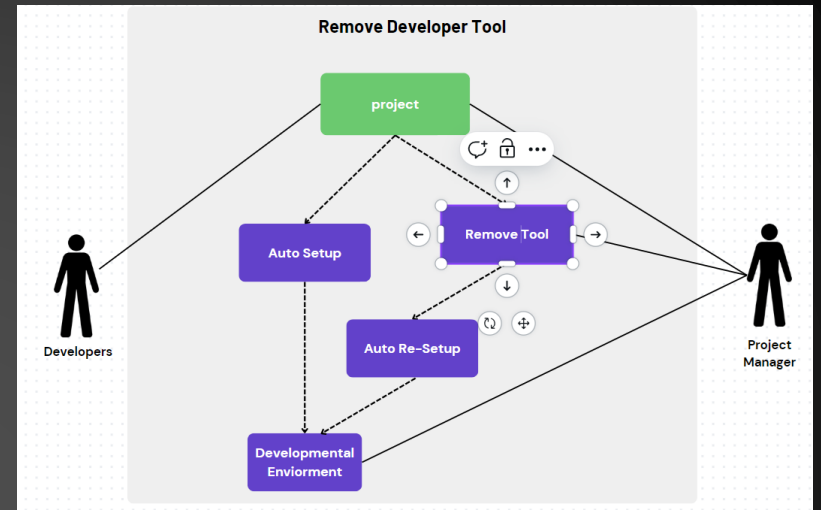 Remove Developer Tool
project
Remove Tool
Auto Setup
Auto Re-Setup
Developers
Project
Manager
Developmental
Enviorment